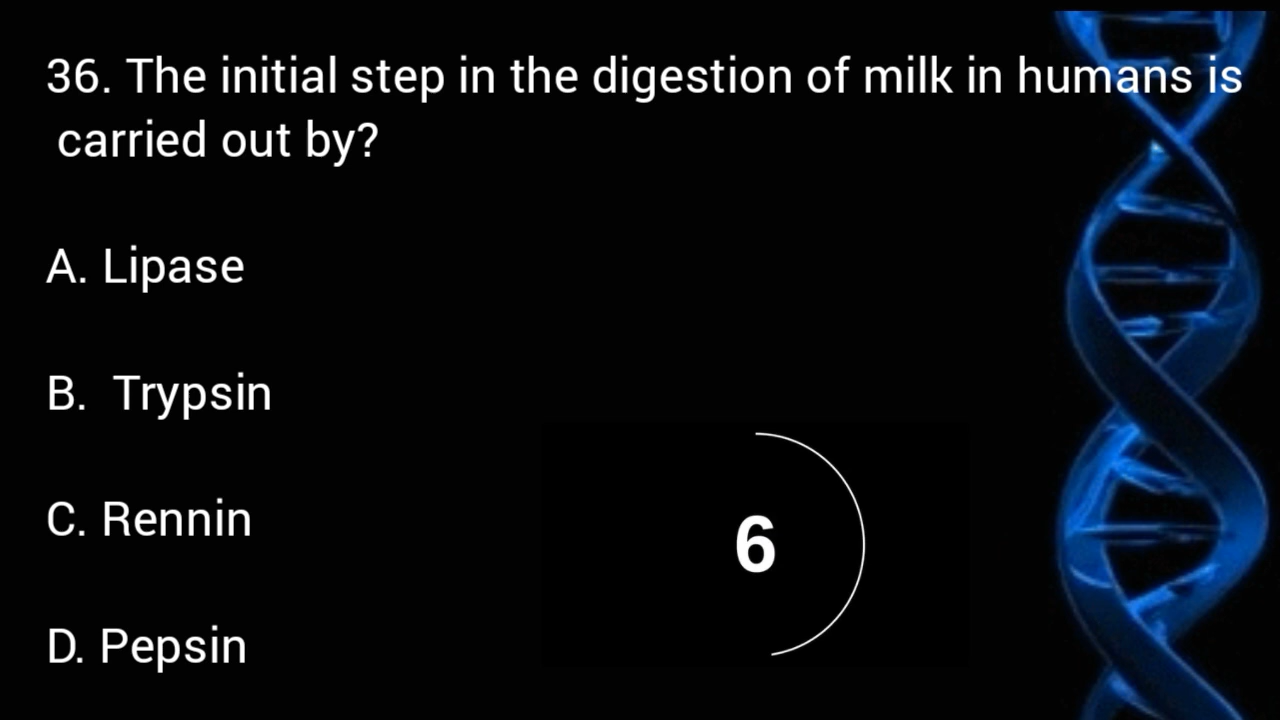 36. The initial step in the digestion of milk in humans is
carried out by?
A. Lipase
B. Trypsin
C. Rennin
6
D. Pepsin